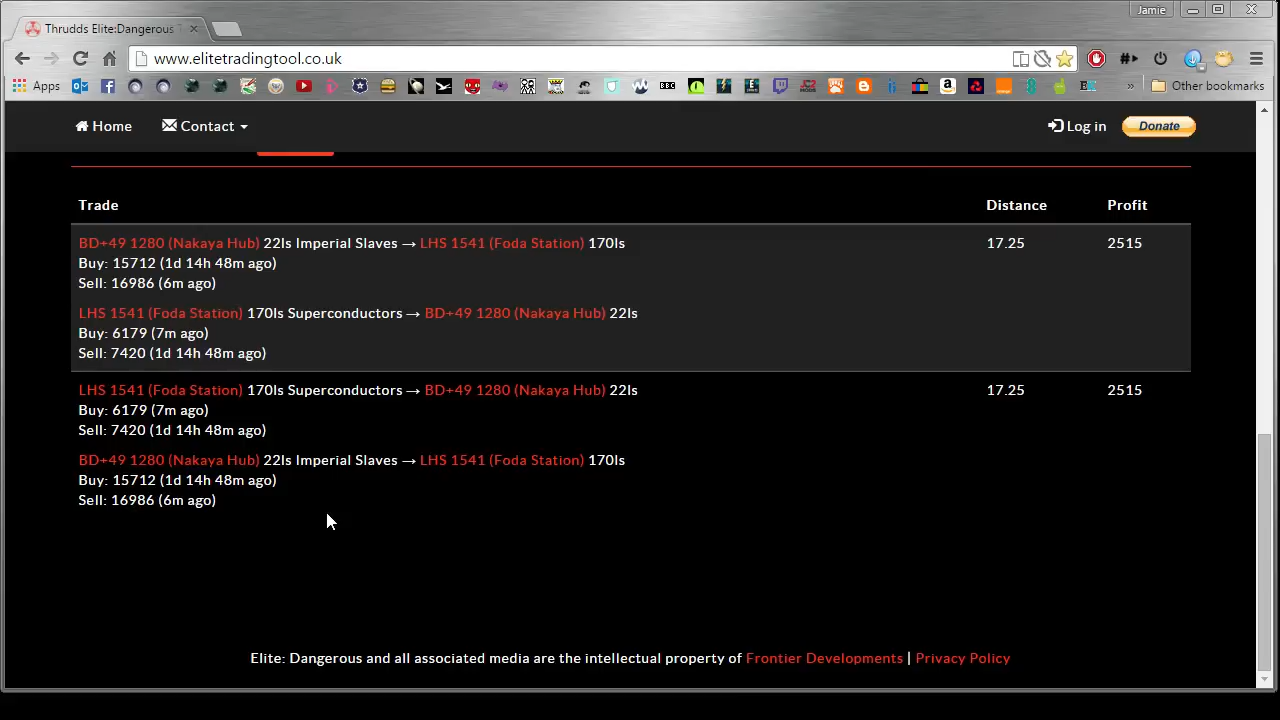 Jamie
Thrudds Elite:Dangerous T
www.elitetradingtool.co.uk
Apps
Other bookmarks
Home Contact Log in Donate
Trade Distance Profit
BD+49 1280 (Nakaya Hub) 22ls Imperial Slaves → LHS 1541 (Foda Station) 170ls 17.25 2515
Buy: 15712 (1d 14h 48m ago)
Sell: 16986 (6m ago)
LHS 1541 (Foda Station) 170ls Superconductors → BD+49 1280 (Nakaya Hub) 22ls
Buy: 6179 (7m ago)
Sell: 7420 (1d 14h 48m ago)
LHS 1541 (Foda Station) 170ls Superconductors → BD+49 1280 (Nakaya Hub) 22ls 17.25 2515
Buy: 6179 (7m ago)
Sell: 7420 (1d 14h 48m ago)
BD+49 1280 (Nakaya Hub) 22ls Imperial Slaves → LHS 1541 (Foda Station) 170ls
Buy: 15712 (1d 14h 48m ago)
Sell: 16986 (6m ago)
Elite: Dangerous and all associated media are the intellectual property of Frontier Developments | Privacy Policy